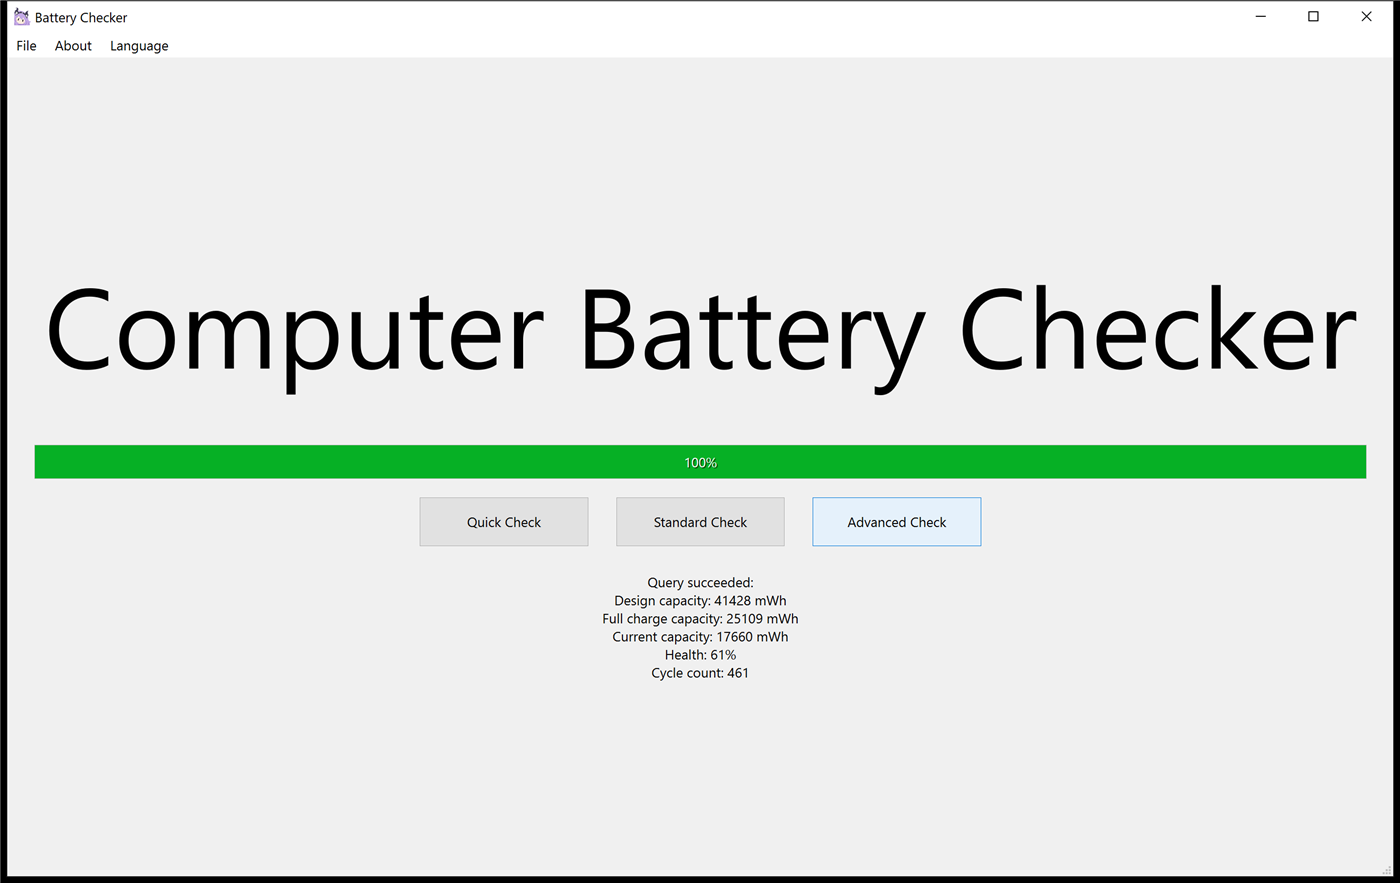 Battery Checker
File About Language
Computer Battery Checker
100%
Quick Check Standard Check Advanced Check
Query succeeded:
Design capacity: 41428 mWh
Full charge capacity: 25109 mWh
Current capacity: 17660 mWh
Health: 61%
Cycle count: 461